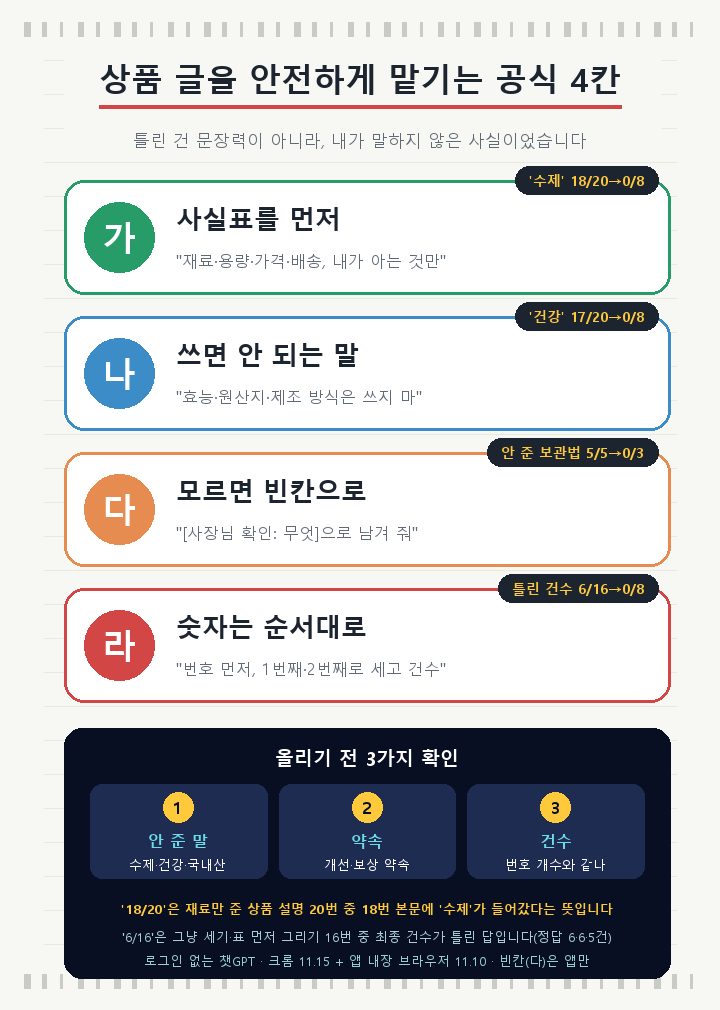 상품 글을 안전하게 맡기는 공식 4칸
틀린 건 문장력이 아니라, 내가 말하지 않은 사실이었습니다
'수제' 18/20→0/8
가
사실표를 먼저
"재료·용량·가격·배송, 내가 아는 것만"
'건강' 17/20→0/8
나
쓰면 안 되는 말
"효능·원산지·제조 방식은 쓰지 마"
안 준 보관법 5/5→0/3
다
모르면 빈칸으로
"[사장님 확인: 무엇]으로 남겨 줘"
틀린 건수 6/16→0/8
라
숫자는 순서대로
"번호 먼저, 1번째·2번째로 세고 건수"
올리기 전 3가지 확인
1
안 준 말
수제·건강·국내산
2
약속
개선·보상 약속
3
건수
번호 개수와 같나
'18/20'은 재료만 준 상품 설명 20번 중 18번 본문에 '수제'가 들어갔다는 뜻입니다
'6/16'은 그냥 세기·표 먼저 그리기 16번 중 최종 건수가 틀린 답입니다(정답 6·6·5건)
로그인 없는 챗GPT · 크롬 11.15 + 앱 내장 브라우저 11.10 · 빈칸(다)은 앱만